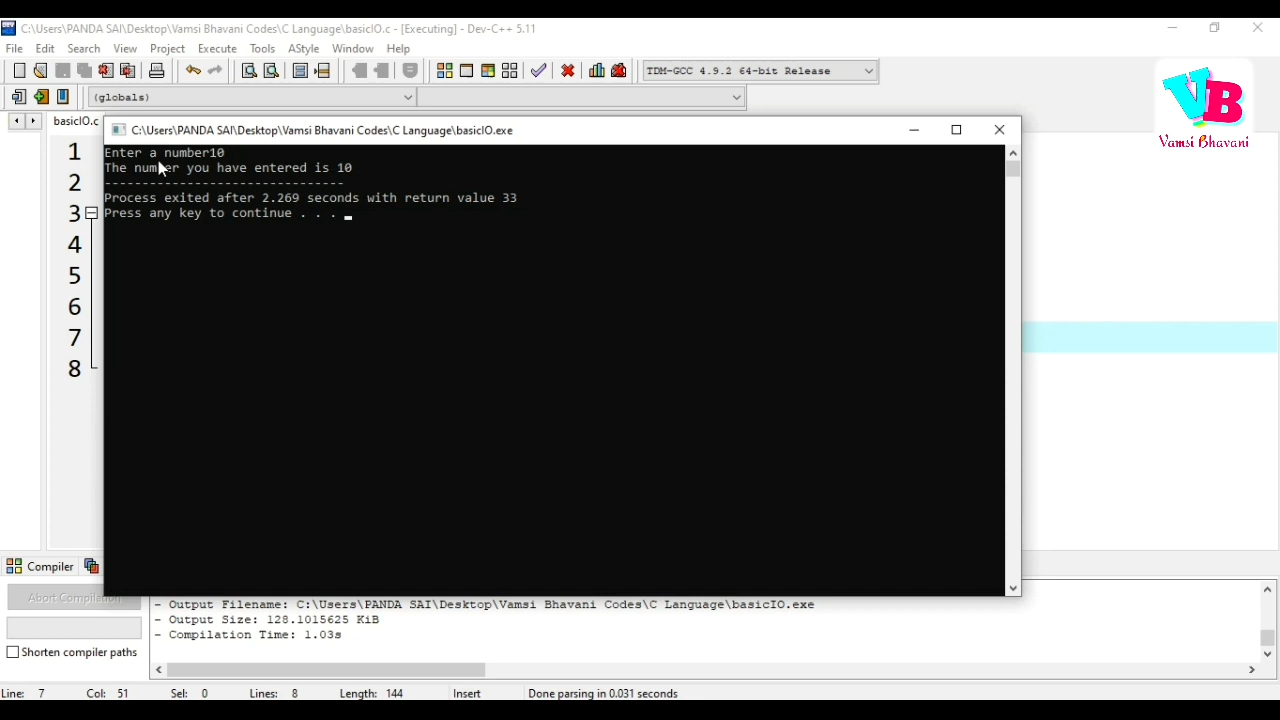 C:\Users\PANDA SAI\Desktop\Vamsi Bhavani Codes\C Language\basicIO.c - [Executing] - Dev-C++ 5.11
File Edit Search View Project Execute Tools AStyle Window Help
TDM-GCC 4.9.2 64-bit Release
(globals)
VB
Vamsi Bhavani
basicIO.c
C:\Users\PANDA SAI\Desktop\Vamsi Bhavani Codes\C Language\basicIO.exe
1
2
3
4
5
6
7
8
Enter a number10
The number you have entered is 10
--------------------------------
Process exited after 2.269 seconds with return value 33
Press any key to continue . . .
Compiler
Abort Compilation
Shorten compiler paths
- Output Filename: C:\Users\PANDA SAI\Desktop\Vamsi Bhavani Codes\C Language\basicIO.exe
- Output Size: 128.1015625 KiB
- Compilation Time: 1.03s
Line: 7 Col: 51 Sel: 0 Lines: 8 Length: 144 Insert Done parsing in 0.031 seconds